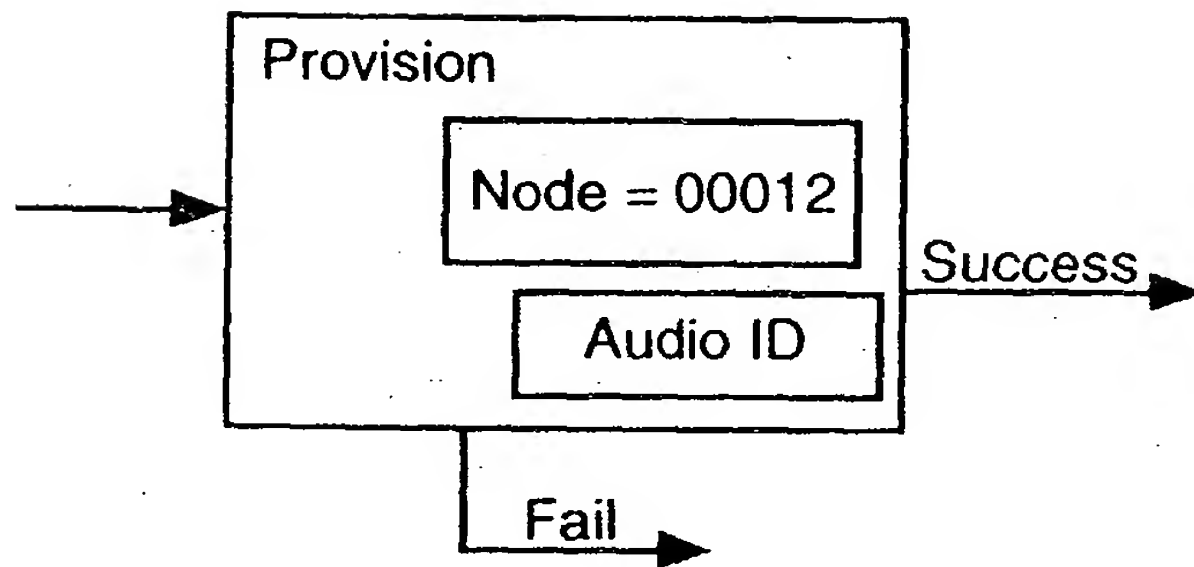 Provision
Node = 00012
Success
Audio ID
Fail